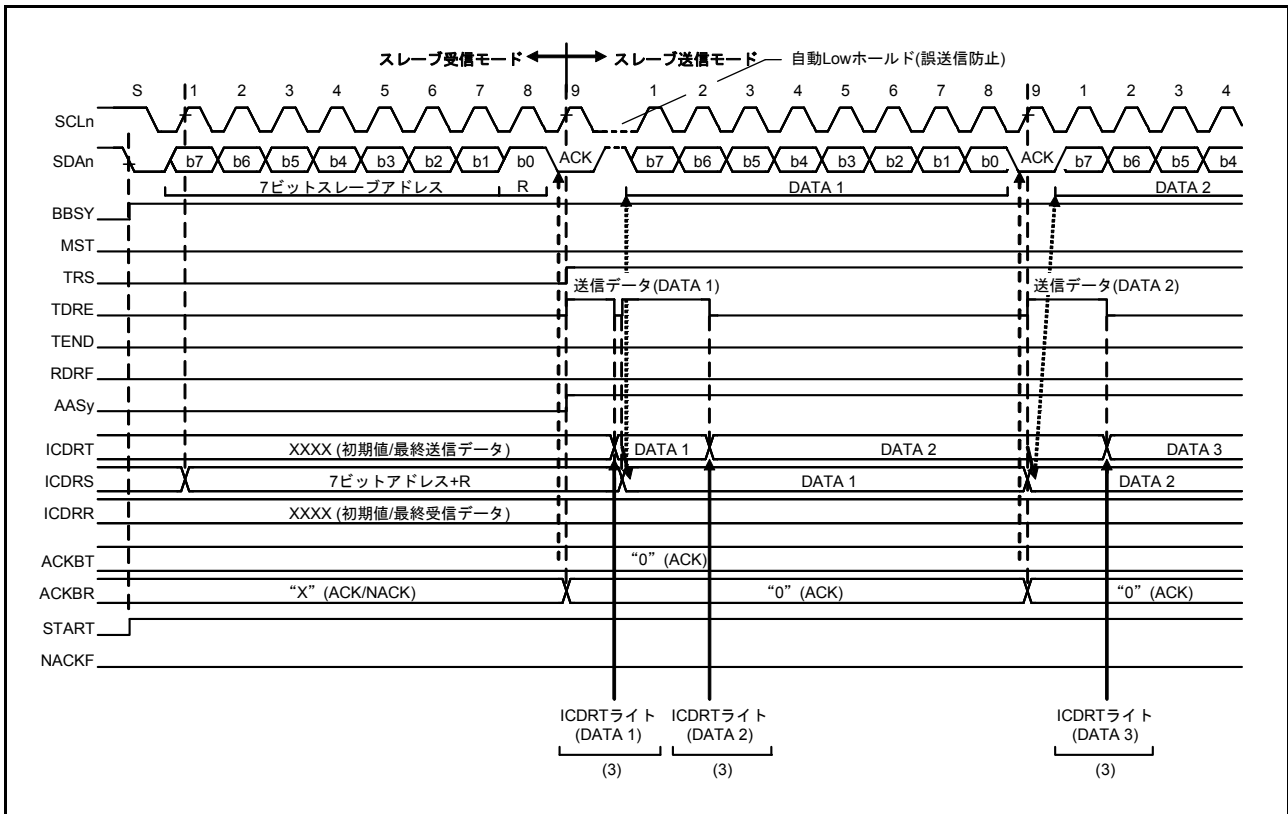 スレーブ受信モード スレーブ送信モード 自動Lowホールド(誤送信防止)
S 1 2 3 4 5 6 7 8 9 1 2 3 4 5 6 7 8 9 1 2 3 4
SCLn
SDAn b7 b6 b5 b4 b3 b2 b1 b0 ACK b7 b6 b5 b4 b3 b2 b1 b0 ACK b7 b6 b5 b4
7ビットスレーブアドレス R DATA 1 DATA 2
BBSY
MST
TRS
送信データ(DATA 1) 送信データ(DATA 2)
TDRE
TEND
RDRF
AASy
ICDRT XXXX (初期値/最終送信データ) DATA 1 DATA 2 DATA 3
ICDRS 7ビットアドレス+R DATA 1 DATA 2
ICDRR XXXX (初期値/最終受信データ)
ACKBT “0” (ACK)
ACKBR “X” (ACK/NACK) “0” (ACK) “0” (ACK)
START
NACKF
ICDRTライト ICDRTライト ICDRTライト
(DATA 1) (DATA 2) (DATA 3)
(3) (3) (3)